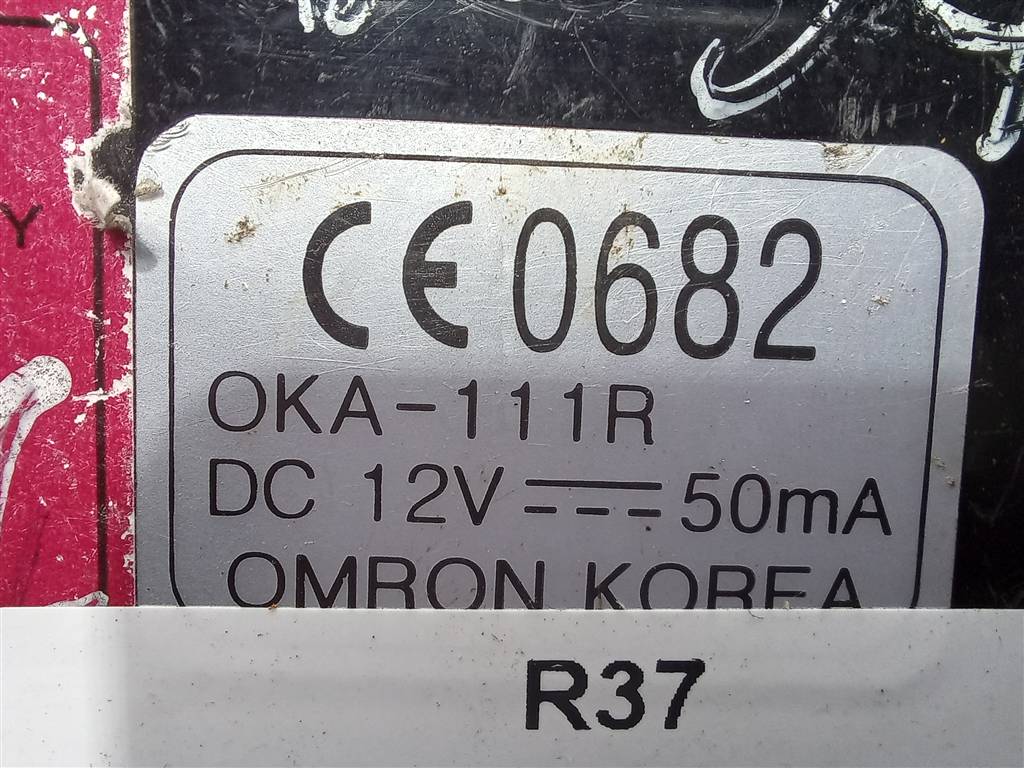 CE 0682
OKA-111R
DC 12V ⎓ 50mA
OMRON KOREA
Y
R37